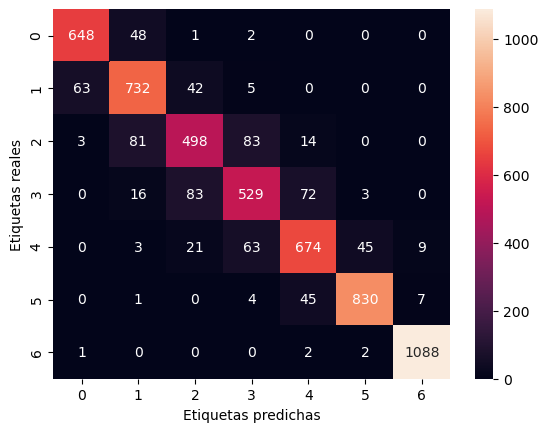 0 648 48 1 2 0 0 0
1 63 732 42 5 0 0 0
2 3 81 498 83 14 0 0
3 0 16 83 529 72 3 0
4 0 3 21 63 674 45 9
5 0 1 0 4 45 830 7
6 1 0 0 0 2 2 1088
0 1 2 3 4 5 6
Etiquetas predichas
Etiquetas reales
1000
800
600
400
200
0